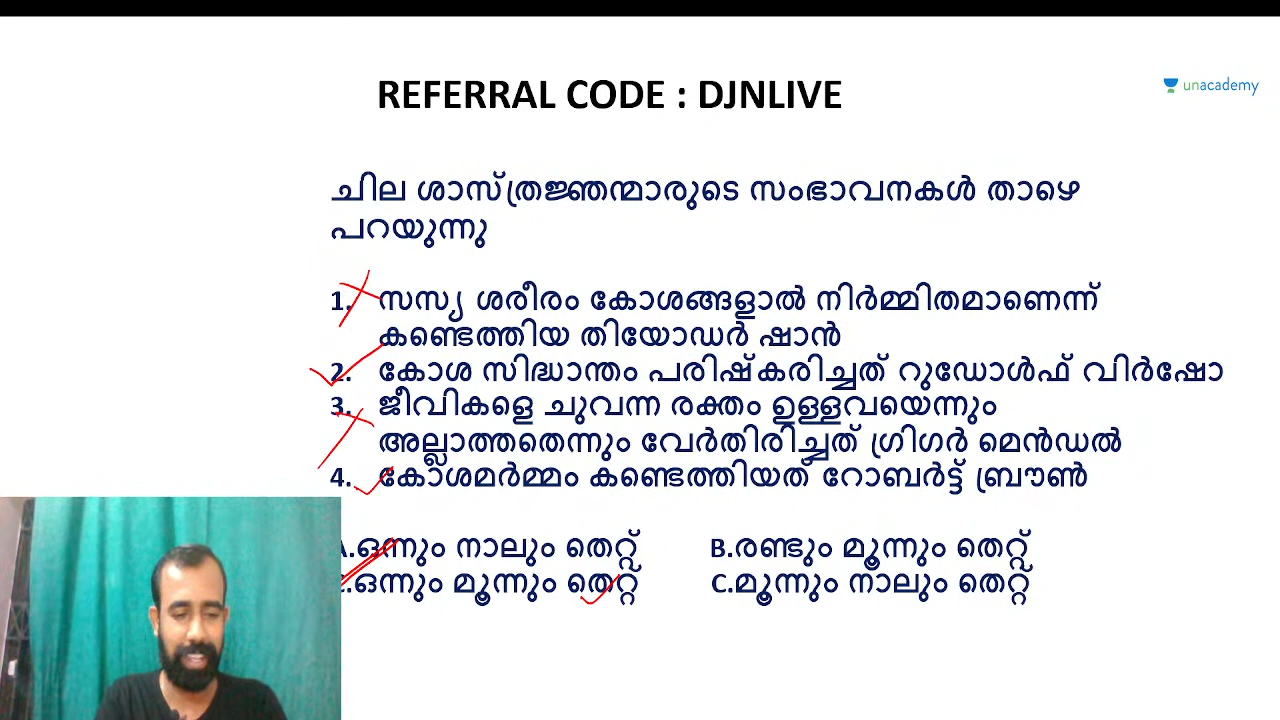 REFERRAL CODE : DJNLIVE
unacademy
ചില ശാസ്ത്രജ്ഞന്മാരുടെ സംഭാവനകൾ താഴെ
പറയുന്നു
1. സസ്യ ശരീരം കോശങ്ങളാൽ നിർമ്മിതമാണെന്ന്
കണ്ടെത്തിയ തിയോഡർ ഷാൻ
2. കോശ സിദ്ധാന്തം പരിഷ്കരിച്ചത് റുഡോൾഫ് വിർഷോ
3. ജീവികളെ ചുവന്ന രക്തം ഉള്ളവയെന്നും
അല്ലാത്തതെന്നും വേർതിരിച്ചത് ഗ്രിഗർ മെൻഡൽ
4. കോശമർമ്മം കണ്ടെത്തിയത് റോബർട്ട് ബ്രൗൺ
A.ഒന്നും നാലും തെറ്റ് B.രണ്ടും മൂന്നും തെറ്റ്
.ഒന്നും മൂന്നും തെറ്റ് C.മൂന്നും നാലും തെറ്റ്